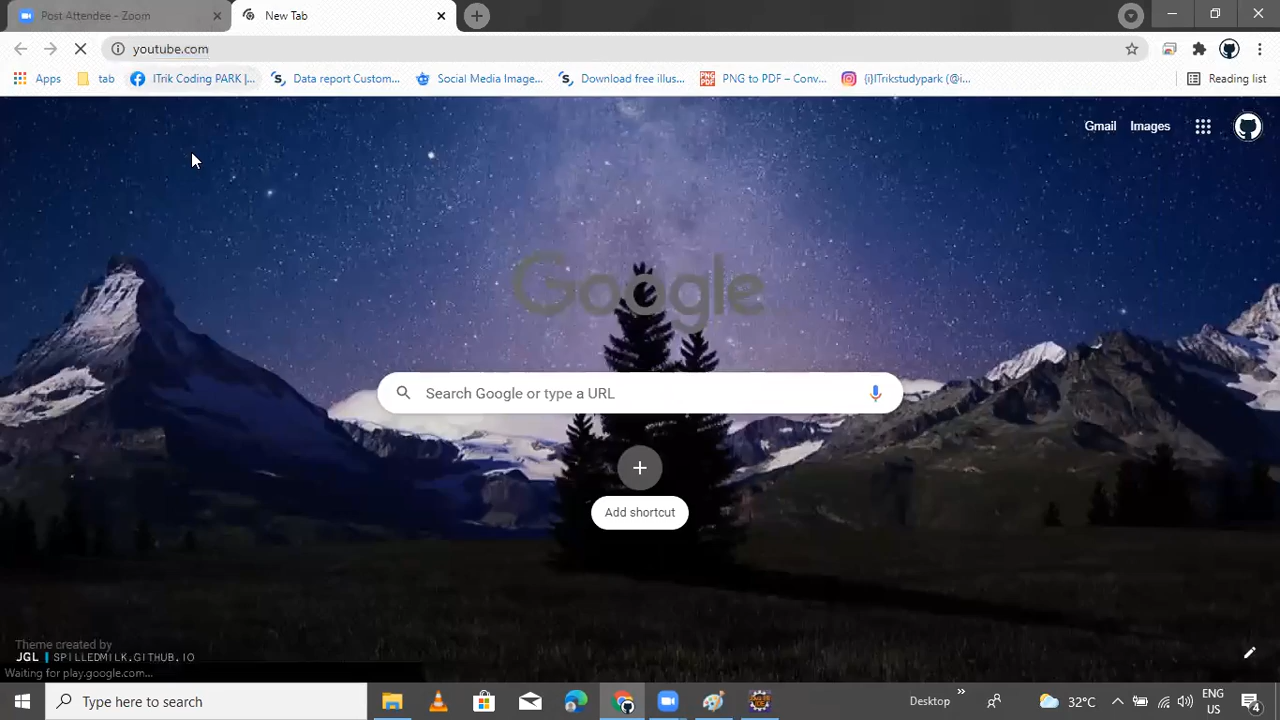 Post Attendee - Zoom
New Tab
youtube.com
Apps
tab
ITrik Coding PARK |...
Data report Custom...
Social Media Image...
Download free illus...
PNG to PDF – Conv...
{i}ITrikstudypark (@i...
Reading list
Gmail
Images
Google
Search Google or type a URL
Add shortcut
Theme created by
JGL | SPILLEDMILK.GITHUB.IO
Waiting for play.google.com...
Type here to search
Desktop
32°C
ENG
US
4